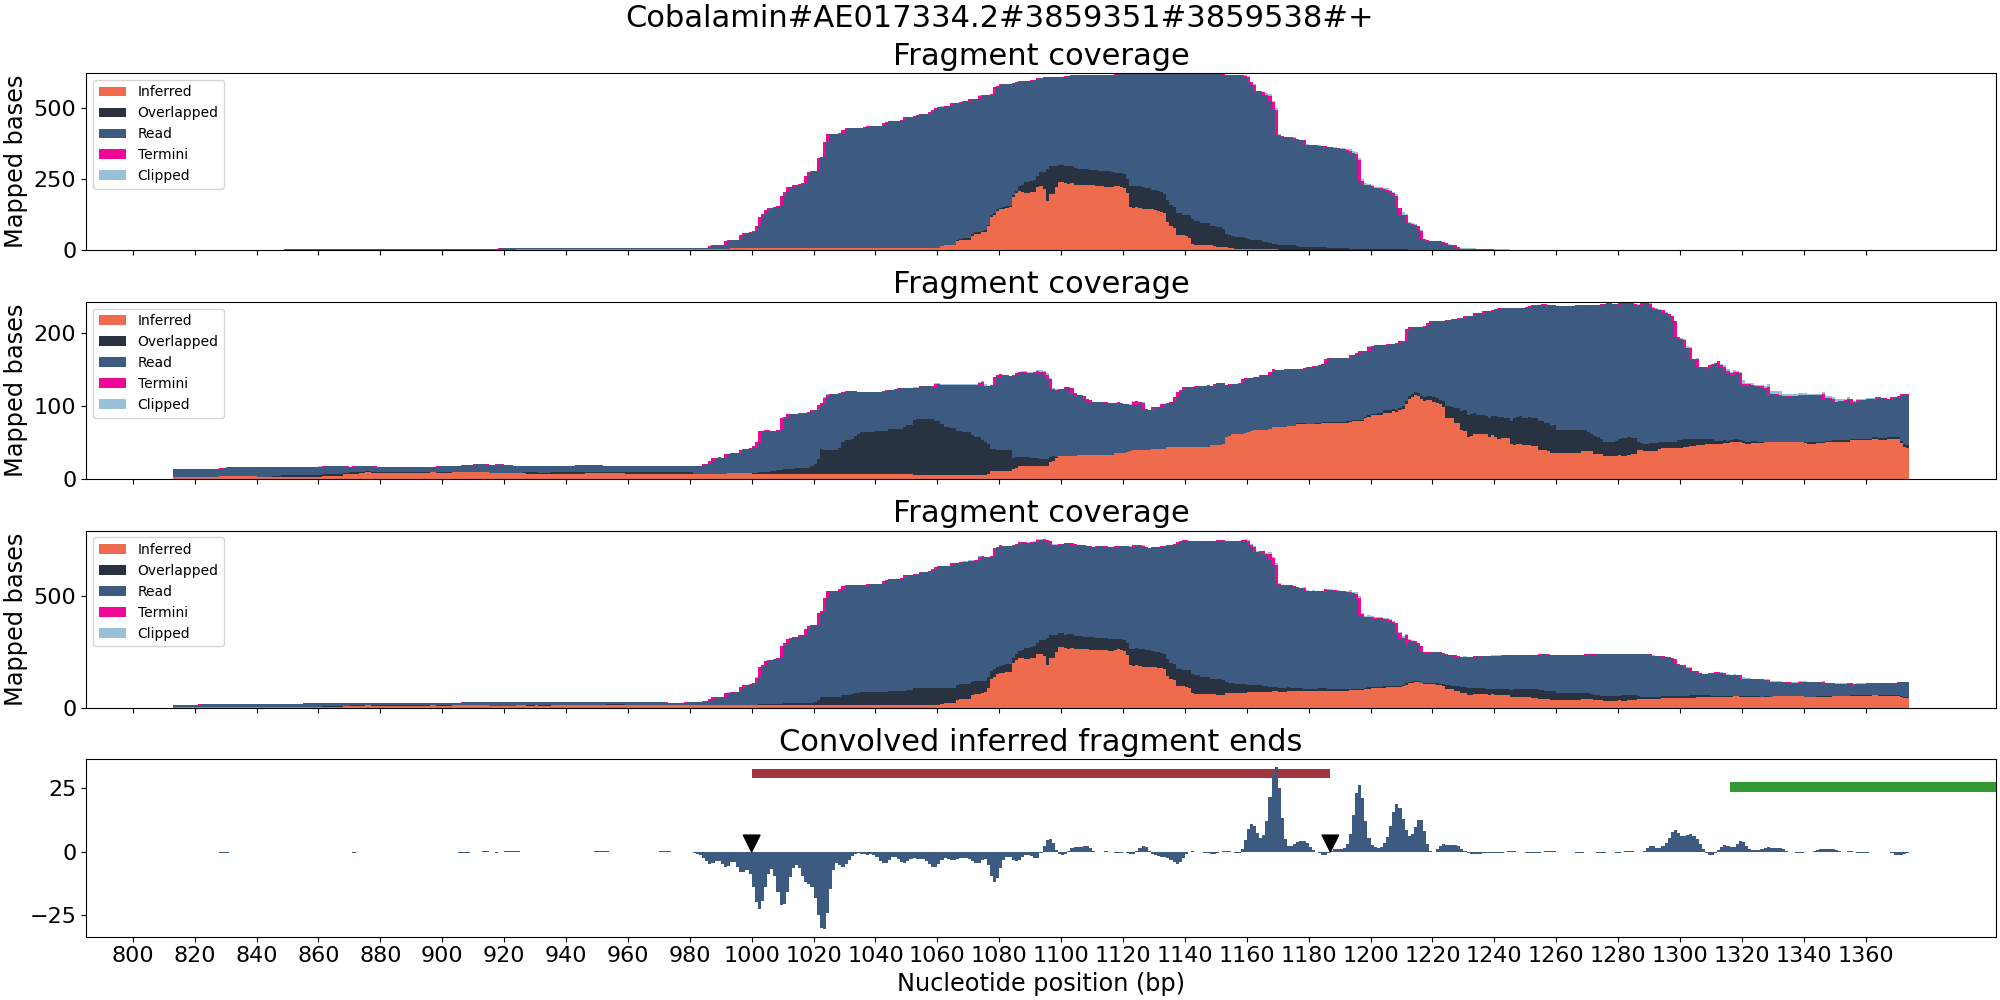 Cobalamin#AE017334.2#3859351#3859538#+
Fragment coverage
Mapped bases
500
250
0
Inferred
Overlapped
Read
Termini
Clipped
Fragment coverage
Mapped bases
200
100
0
Inferred
Overlapped
Read
Termini
Clipped
Fragment coverage
Mapped bases
500
0
Inferred
Overlapped
Read
Termini
Clipped
Convolved inferred fragment ends
25
0
−25
800 820 840 860 880 900 920 940 960 980 1000 1020 1040 1060 1080 1100 1120 1140 1160 1180 1200 1220 1240 1260 1280 1300 1320 1340 1360
Nucleotide position (bp)